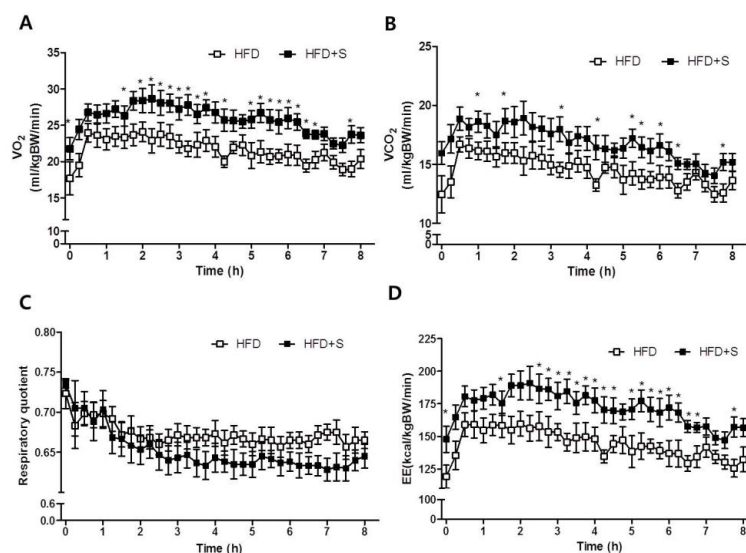 A
HFD HFD+S
VO2
(ml/kgBW/min)
35
30
25
20
15
10
0
0 1 2 3 4 5 6 7 8
Time (h)
B
HFD HFD+S
VCO2
(ml/kgBW/min)
25
20
15
10
5
0
0 1 2 3 4 5 6 7 8
Time (h)
C
HFD HFD+S
Respiratory quotient
0.80
0.75
0.70
0.65
0.6
0.0
0 1 2 3 4 5 6 7 8
Time (h)
D
HFD HFD+S
EE(kcal/kgBW/min)
225
200
175
150
125
100
0
0 1 2 3 4 5 6 7 8
Time (h)